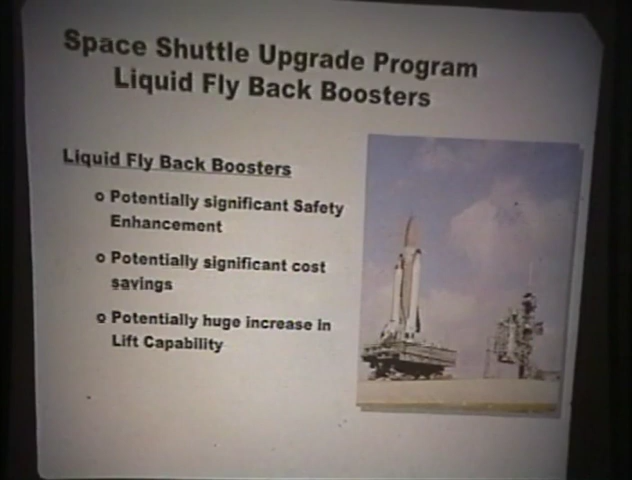 Space Shuttle Upgrade Program
Liquid Fly Back Boosters
Liquid Fly Back Boosters
o Potentially significant Safety
Enhancement
o Potentially significant cost
savings
o Potentially huge increase in
Lift Capability